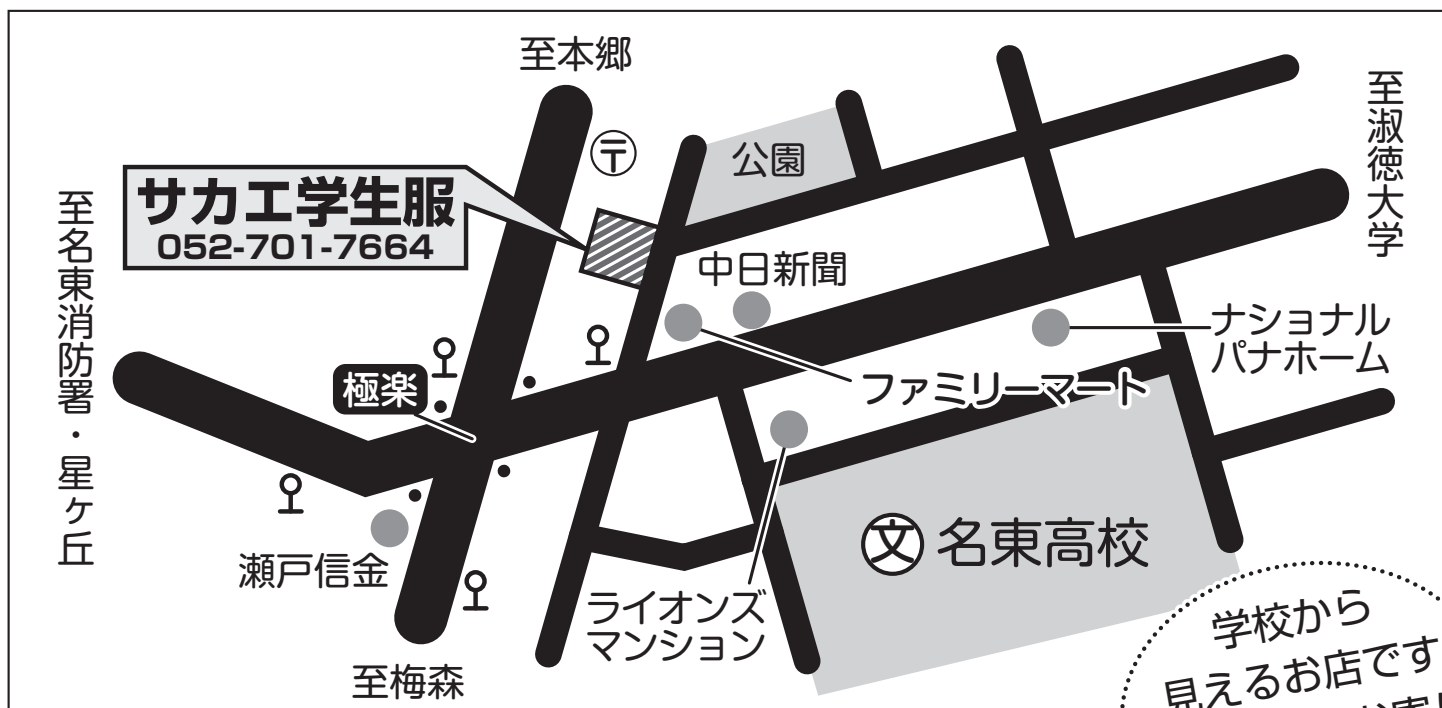 至本郷
〒
公園
至淑徳大学
サカエ学生服
052-701-7664
至名東消防署・星ヶ丘
中日新聞
ナショナル
パナホーム
極楽
ファミリーマート
文 名東高校
瀬戸信金
ライオンズ
マンション
至梅森
学校から
見えるお店です